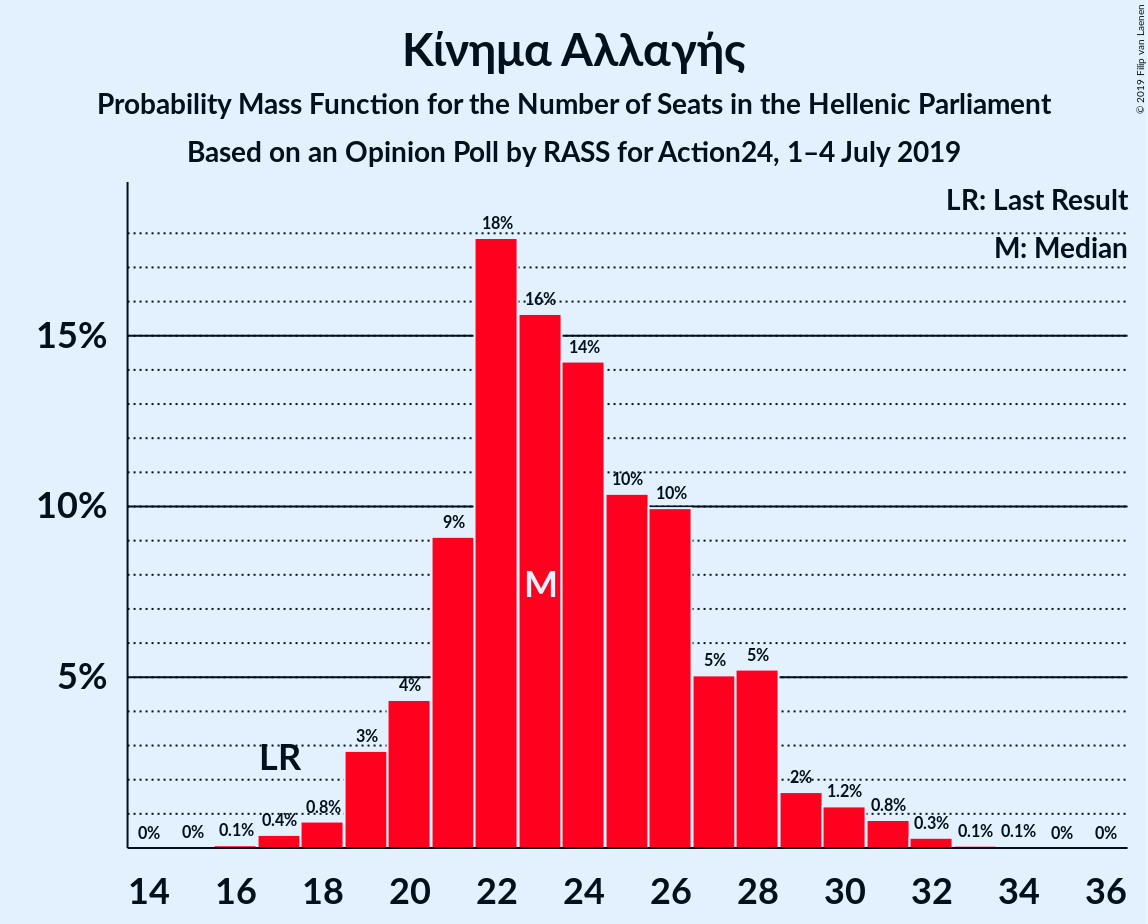 Κίνημα Αλλαγής
Probability Mass Function for the Number of Seats in the Hellenic Parliament
Based on an Opinion Poll by RASS for Action24, 1–4 July 2019
© 2019 Filip van Laenen
LR: Last Result
M: Median
15%
10%
5%
0%
0%
0.1%
0.4%
0.8%
3%
4%
9%
18%
16%
14%
10%
10%
5%
5%
2%
1.2%
0.8%
0.3%
0.1%
0.1%
0%
0%
LR
M
14 16 18 20 22 24 26 28 30 32 34 36